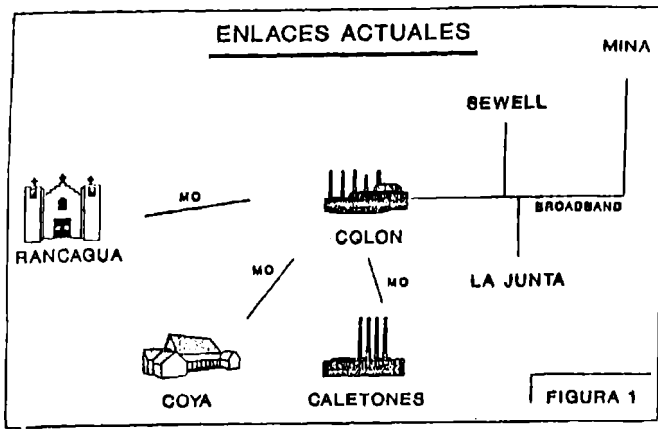 ENLACES ACTUALES
MINA
SEWELL
MO
BROADBAND
COLON
RANCAGUA
MO
MO
LA JUNTA
COYA
CALETONES
FIGURA 1